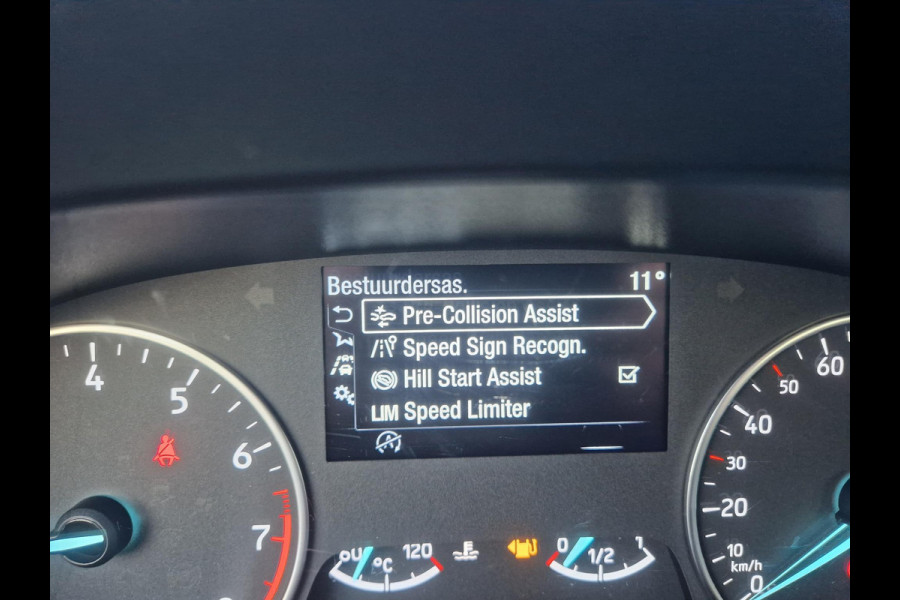 Bestuurdersas. 11°
Pre-Collision Assist
Speed Sign Recogn.
Hill Start Assist
LIM Speed Limiter
4
5
6
7
120
°C
0 1/2 1
60
50
40
30
20
10
km/h
0